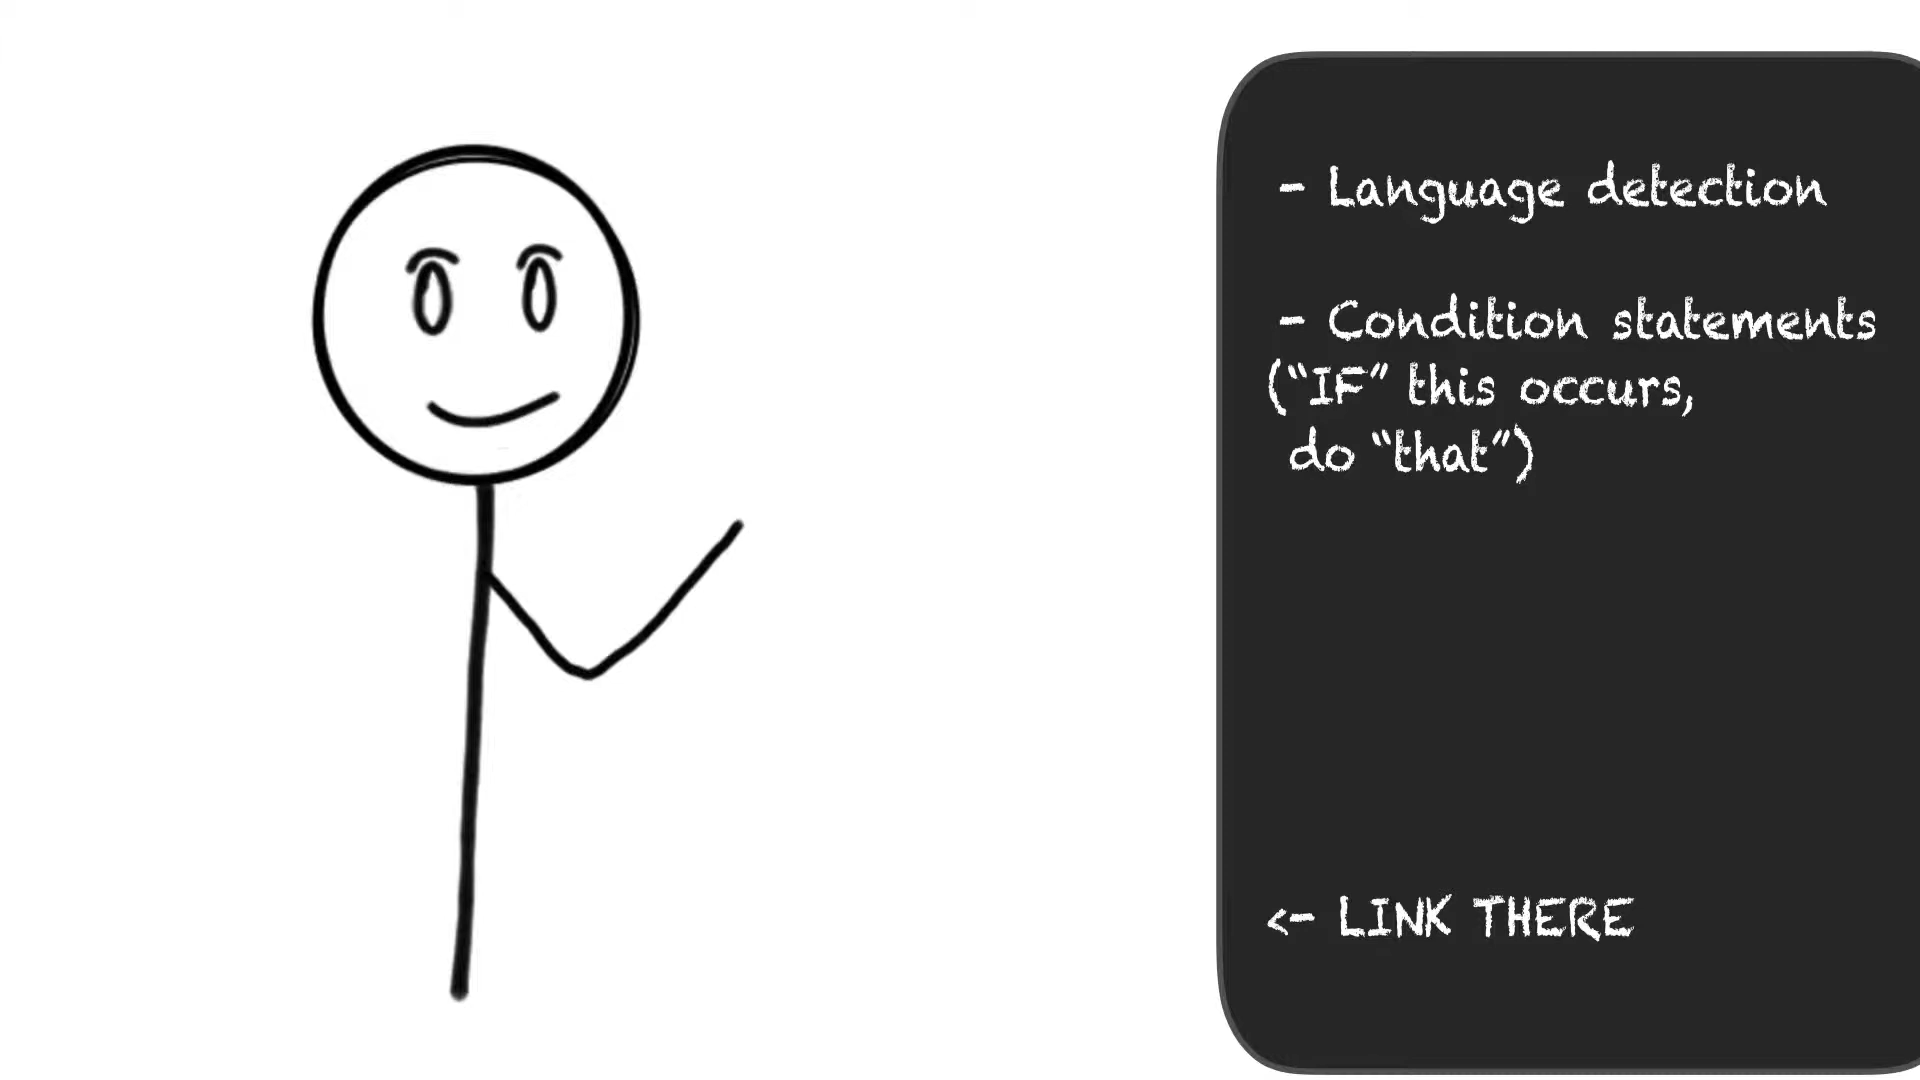 - Language detection
- Condition statements
(“IF” this occurs,
do “that”)
<- LINK THERE